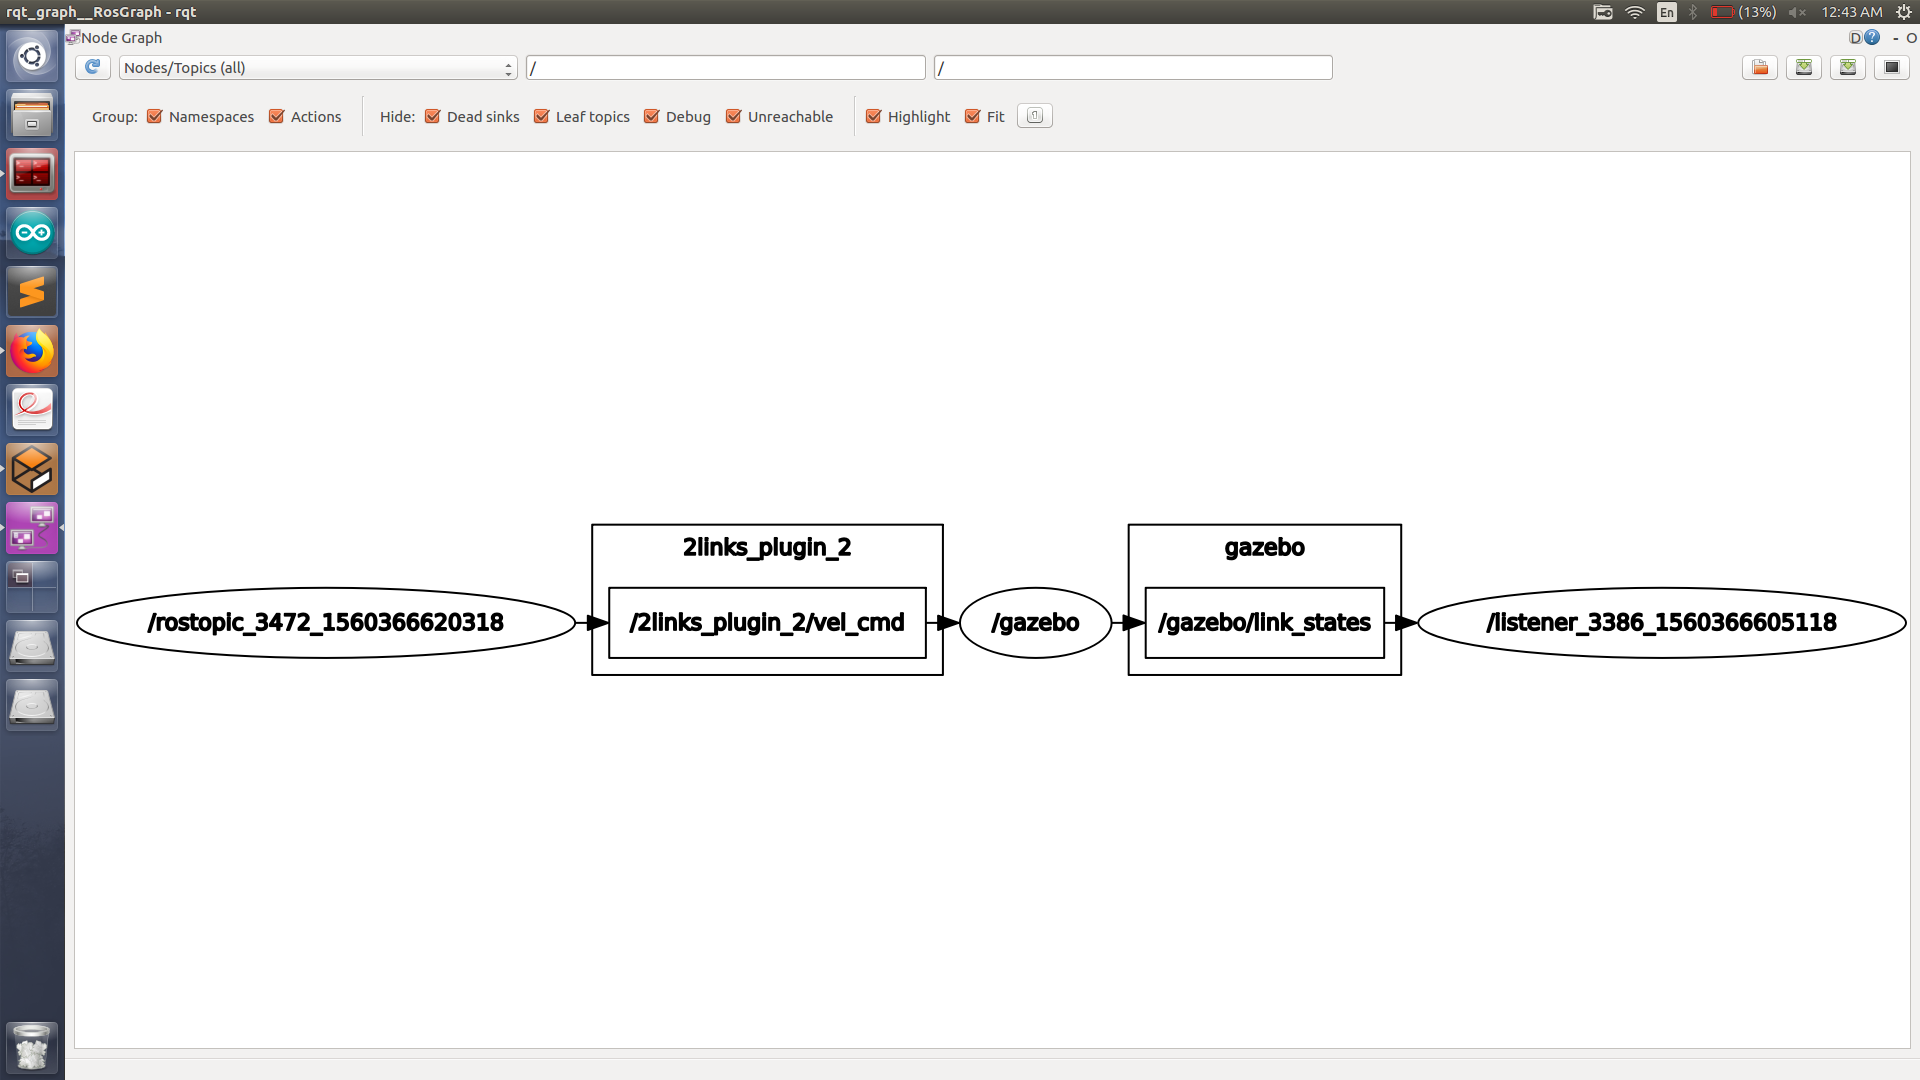 rqt_graph__RosGraph - rqt
En
(13%)
12:43 AM
Node Graph
D
?
- O
Nodes/Topics (all)
/
/
Group: Namespaces Actions
Hide: Dead sinks Leaf topics Debug Unreachable
Highlight Fit
2links_plugin_2
gazebo
/rostopic_3472_1560366620318
/2links_plugin_2/vel_cmd
/gazebo
/gazebo/link_states
/listener_3386_1560366605118